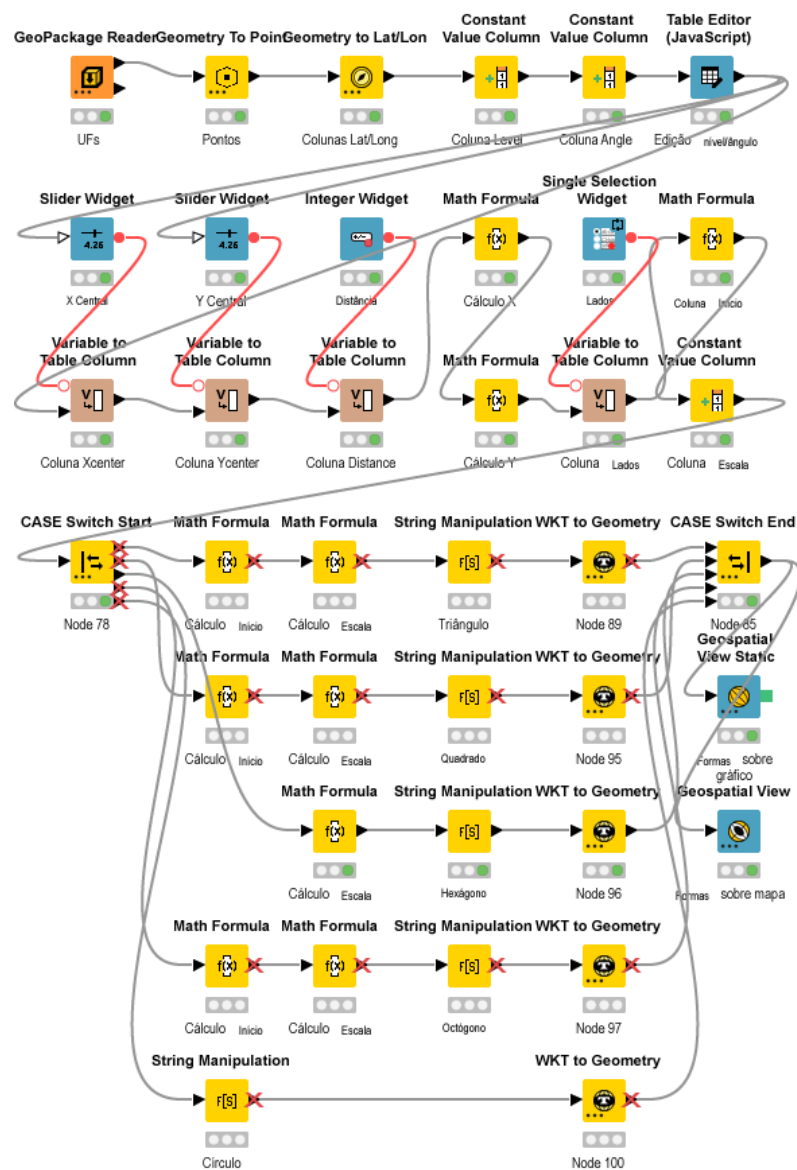 GeoPackage Reader Geometry To Point Geometry to Lat/Lon Constant Value Column Constant Value Column Table Editor (JavaScript)
UFs Pontos Colunas Lat/Long Coluna Level Coluna Angle Edição nível/ângulo
Slider Widget Slider Widget Integer Widget Math Formula Single Selection Widget Math Formula
4.26 4.26 f(x) f(x)
X Central Y Central Distância Cálculo X Lados Coluna Início
Variable to Table Column Variable to Table Column Variable to Table Column Math Formula Variable to Table Column Constant Value Column
V V V f(x) V
Coluna Xcenter Coluna Ycenter Coluna Distance Cálculo Y Coluna Lados Coluna Escala
CASE Switch Start Math Formula Math Formula String Manipulation WKT to Geometry CASE Switch End
f(x) f(x) F[S]
Node 78 Cálculo Início Cálculo Escala Triângulo Node 89 Node 85
Math Formula Math Formula String Manipulation WKT to Geometry Geospatial View Static
f(x) f(x) F[S]
Cálculo Início Cálculo Escala Quadrado Node 95 Formas sobre gráfico
Math Formula String Manipulation WKT to Geometry Geospatial View
f(x) F[S]
Cálculo Escala Hexágono Node 96 Formas sobre mapa
Math Formula Math Formula String Manipulation WKT to Geometry
f(x) f(x) F[S]
Cálculo Início Cálculo Escala Octógono Node 97
String Manipulation WKT to Geometry
F[S]
Círculo Node 100